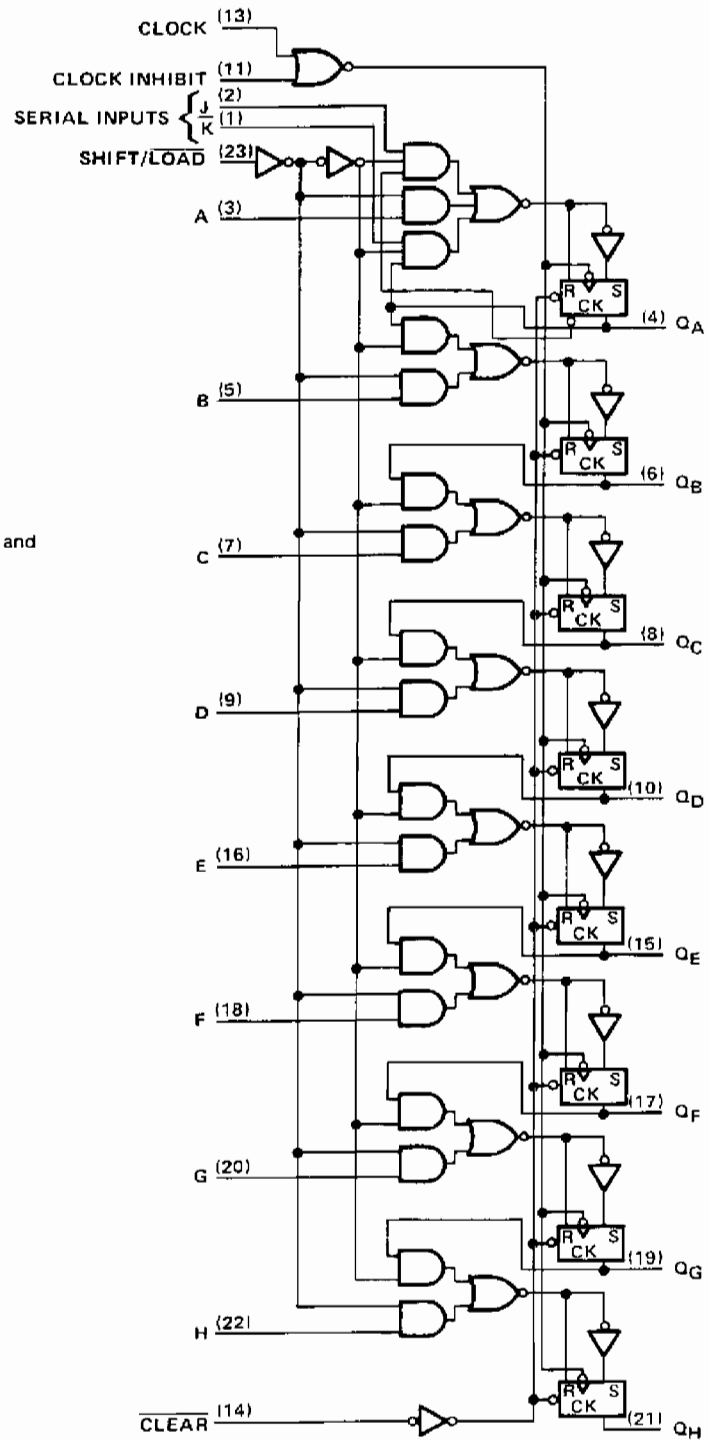 CLOCK (13)
CLOCK INHIBIT (11)
SERIAL INPUTS { J (2)
K (1)
SHIFT/LOAD (23)
A (3)
R CK S
(4) QA
B (5)
R CK S
(6) QB
and
C (7)
R CK S
(8) QC
D (9)
R CK S
(10) QD
E (16)
R CK S
(15) QE
F (18)
R CK S
(17) QF
G (20)
R CK S
(19) QG
H (22)
R CK S
CLEAR (14)
(21) QH